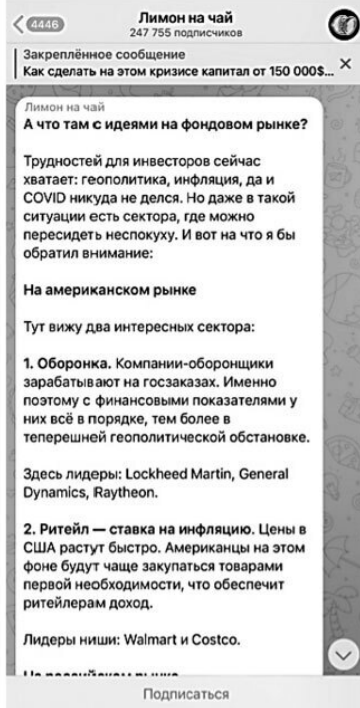 4446
Лимон на чай
247 755 подписчиков
Закреплённое сообщение
Как сделать на этом кризисе капитал от 150 000$...
Лимон на чай
А что там с идеями на фондовом рынке?
Трудностей для инвесторов сейчас
хватает: геополитика, инфляция, да и
COVID никуда не делся. Но даже в такой
ситуации есть сектора, где можно
пересидеть неспокуху. И вот на что я бы
обратил внимание:
На американском рынке
Тут вижу два интересных сектора:
1. Оборонка. Компании-оборонщики
зарабатывают на госзаказах. Именно
поэтому с финансовыми показателями у
них всё в порядке, тем более в
теперешней геополитической обстановке.
Здесь лидеры: Lockheed Martin, General
Dynamics, Raytheon.
2. Ритейл — ставка на инфляцию. Цены в
США растут быстро. Американцы на этом
фоне будут чаще закупаться товарами
первой необходимости, что обеспечит
ритейлерам доход.
Лидеры ниши: Walmart и Costco.
На российском рынке
Подписаться